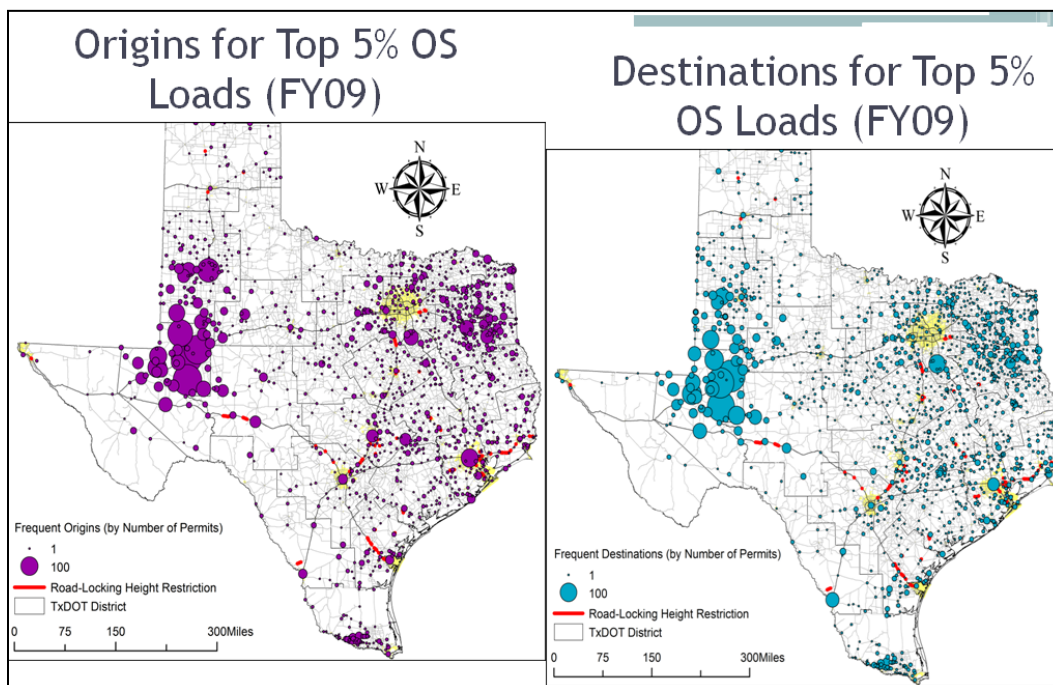 Origins for Top 5% OS
Loads (FY09)
N
W
E
S
Frequent Origins (by Number of Permits)
1
100
Road-Locking Height Restriction
TxDOT District
0 75 150 300Miles
Destinations for Top 5%
OS Loads (FY09)
N
W
E
S
Frequent Destinations (by Number of Permits)
1
100
Road-Locking Height Restriction
TxDOT District
0 75 150 300Miles